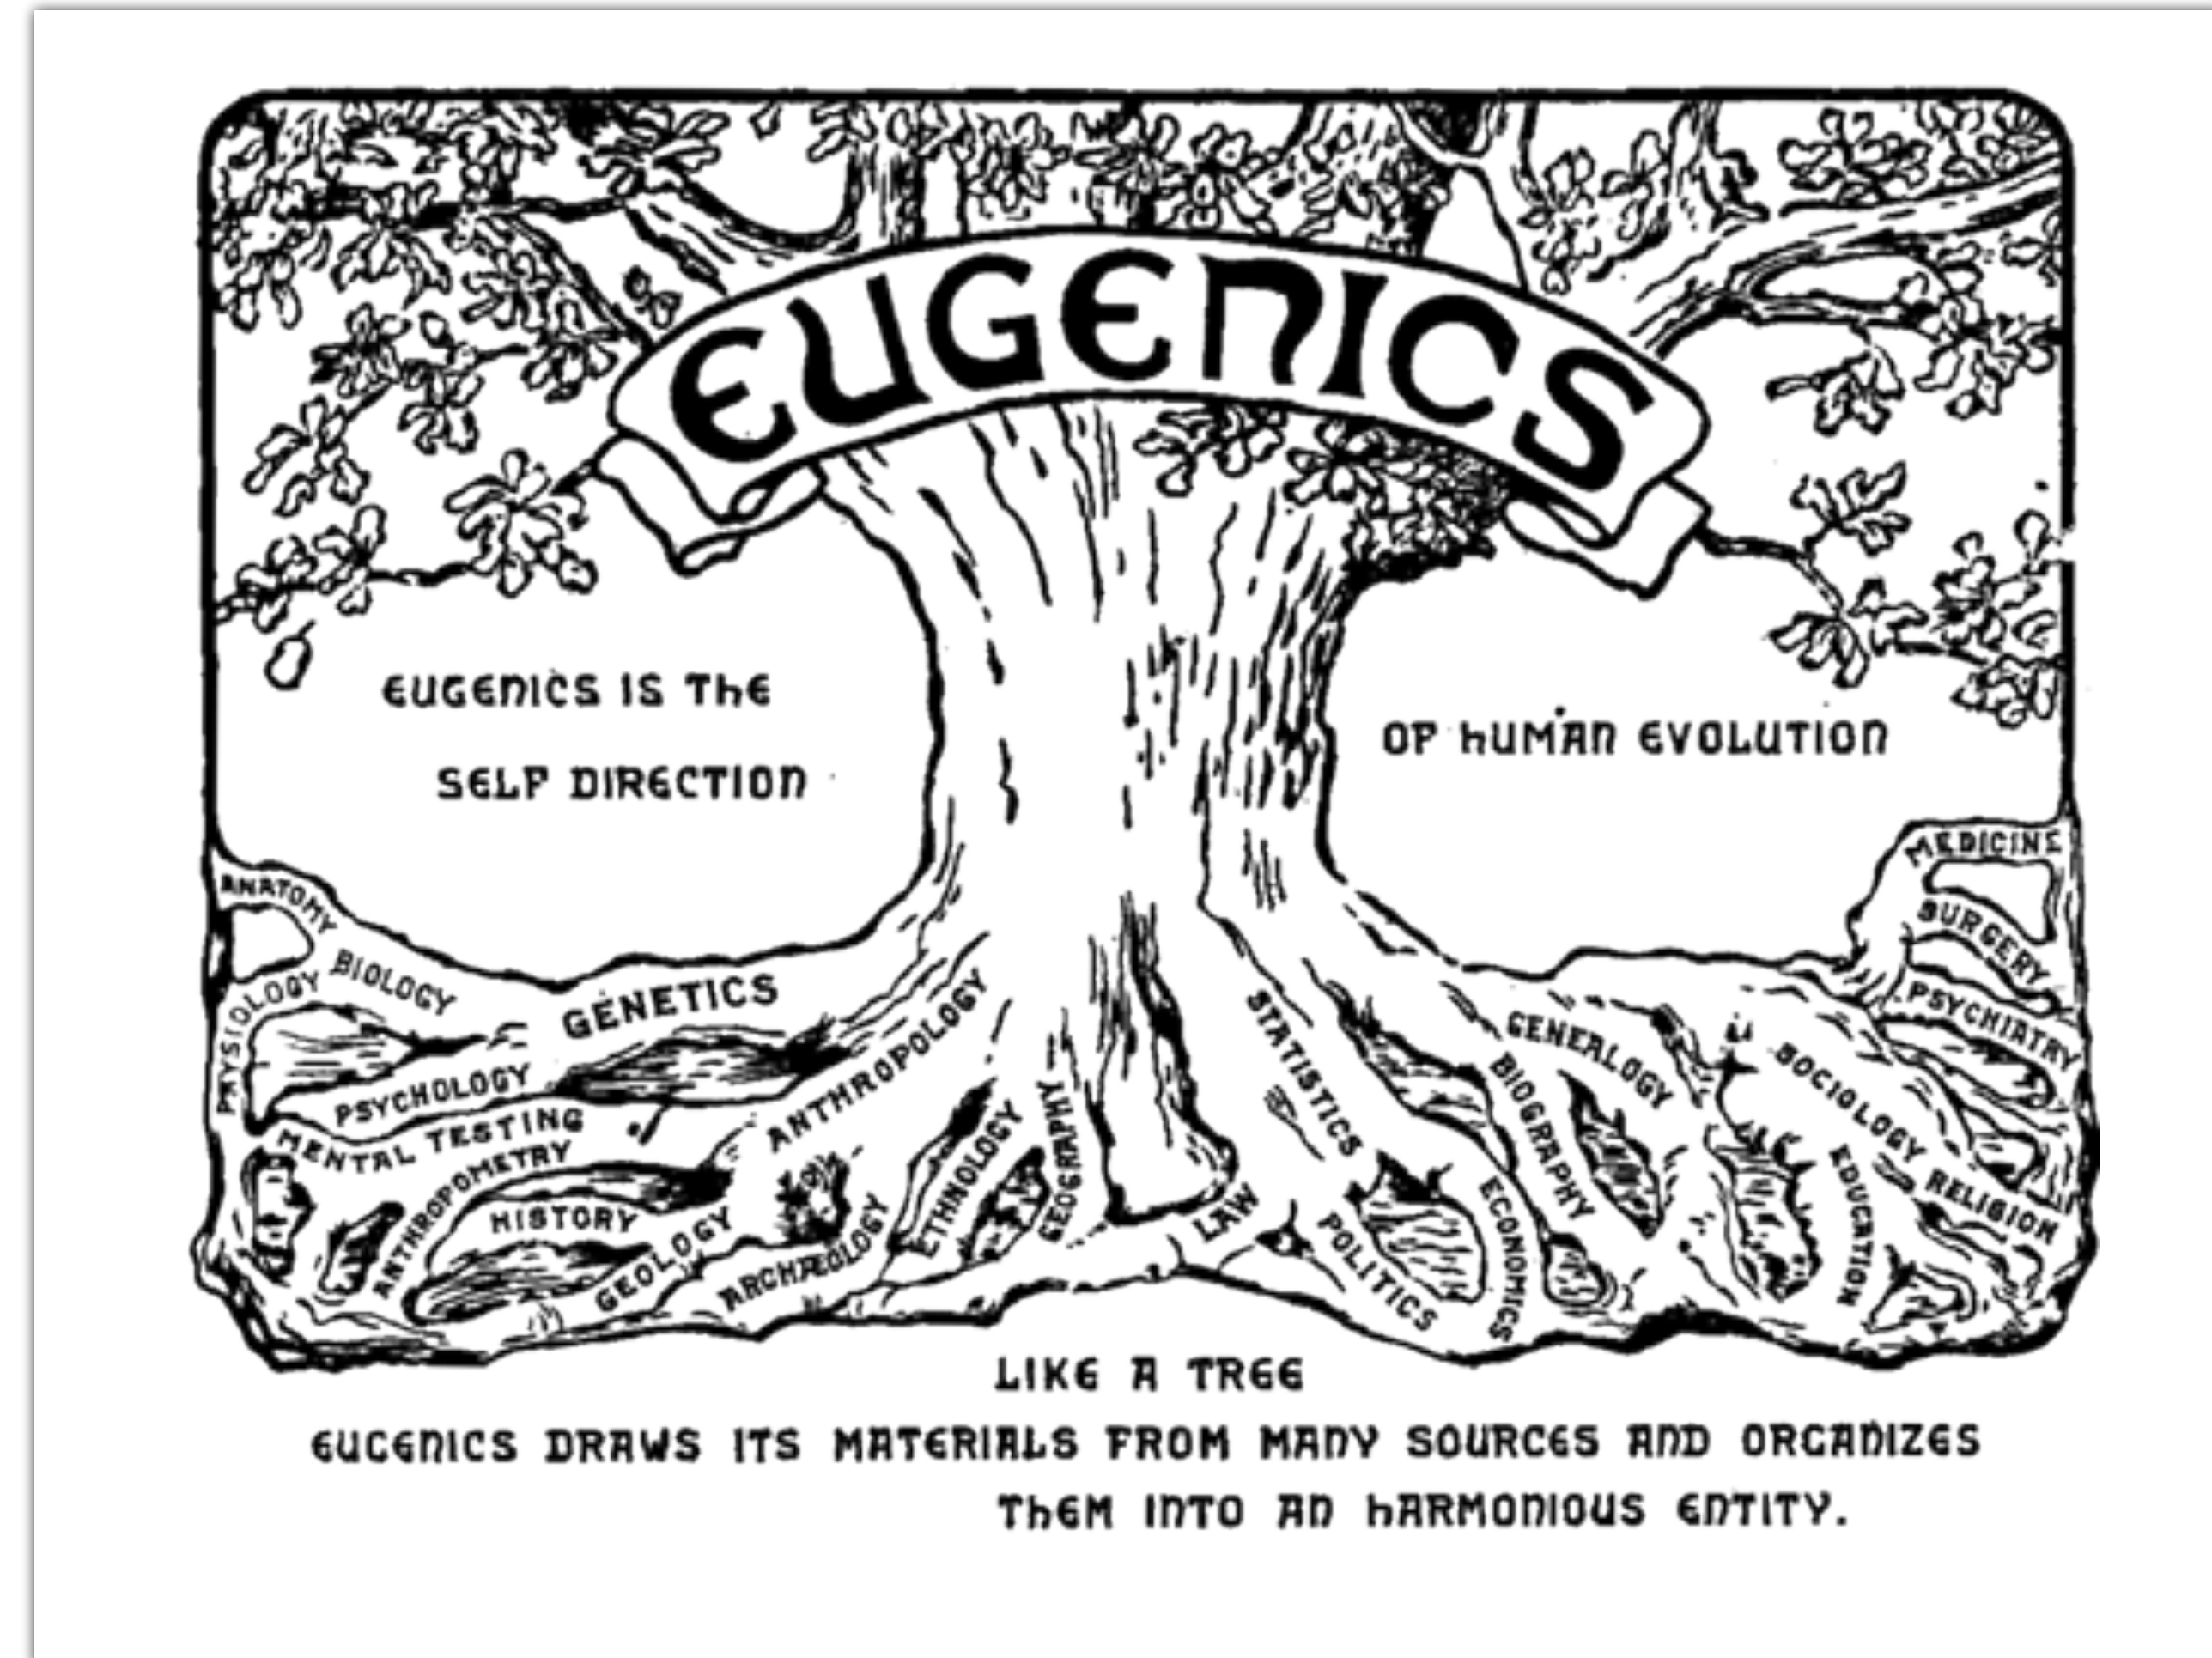 EUGENICS
EUGENICS IS THE
SELF DIRECTION
OF HUMAN EVOLUTION
ANATOMY
BIOLOGY
PHYSIOLOGY
GENETICS
PSYCHOLOGY
MENTAL TESTING
ANTHROPOMETRY
HISTORY
GEOLOGY
ANTHROPOLOGY
ARCHÆOLOGY
ETHNOLOGY
GEOGRAPHY
LAW
STATISTICS
POLITICS
ECONOMICS
BIOGRAPHY
GENEALOGY
EDUCATION
SOCIOLOGY
RELIGION
PSYCHIATRY
SURGERY
MEDICINE
LIKE A TREE
EUGENICS DRAWS ITS MATERIALS FROM MANY SOURCES AND ORGANIZES
THEM INTO AN HARMONIOUS ENTITY.